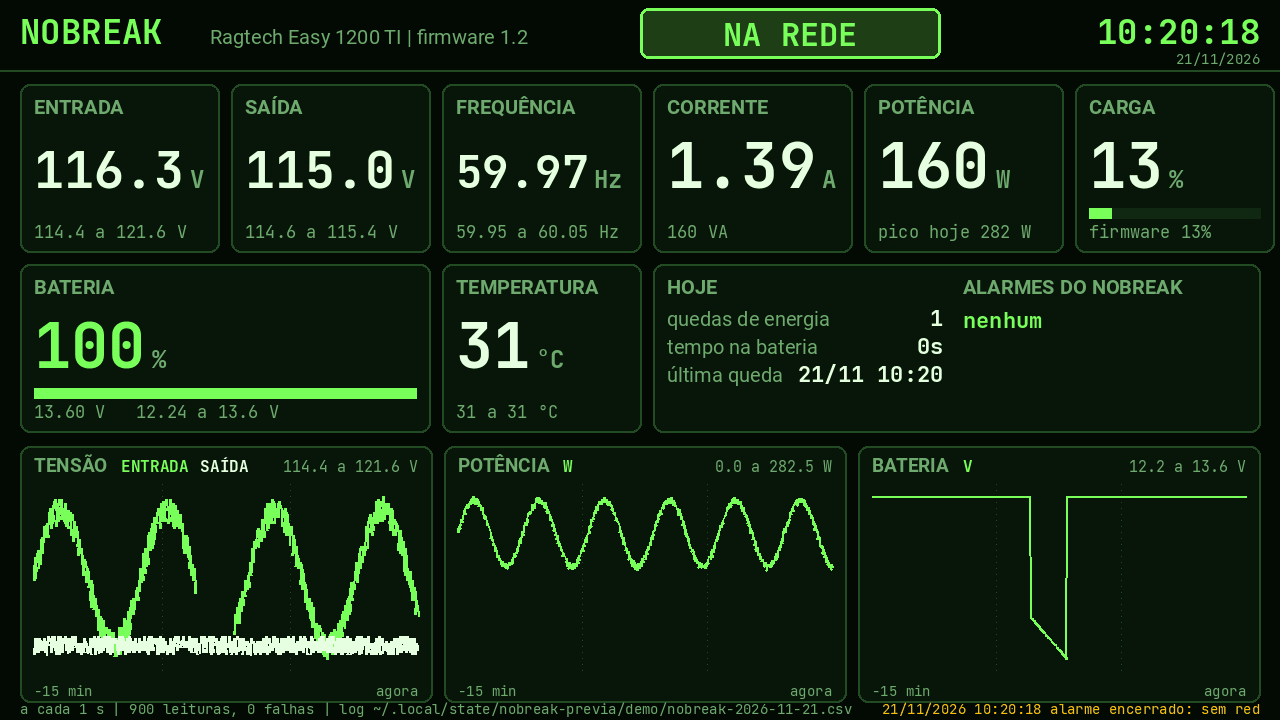 NOBREAK
Ragtech Easy 1200 TI | firmware 1.2
NA REDE
10:20:18
21/11/2026
ENTRADA
116.3 V
114.4 a 121.6 V
SAÍDA
115.0 V
114.6 a 115.4 V
FREQUÊNCIA
59.97 Hz
59.95 a 60.05 Hz
CORRENTE
1.39 A
160 VA
POTÊNCIA
160 W
pico hoje 282 W
CARGA
13 %
firmware 13%
BATERIA
100 %
13.60 V 12.24 a 13.6 V
TEMPERATURA
31 °C
31 a 31 °C
HOJE
quedas de energia 1
tempo na bateria 0s
última queda 21/11 10:20
ALARMES DO NOBREAK
nenhum
TENSÃO ENTRADA SAÍDA 114.4 a 121.6 V
-15 min agora
POTÊNCIA W 0.0 a 282.5 W
-15 min agora
BATERIA V 12.2 a 13.6 V
-15 min agora
a cada 1 s | 900 leituras, 0 falhas | log ~/.local/state/nobreak-previa/demo/nobreak-2026-11-21.csv
21/11/2026 10:20:18 alarme encerrado: sem red